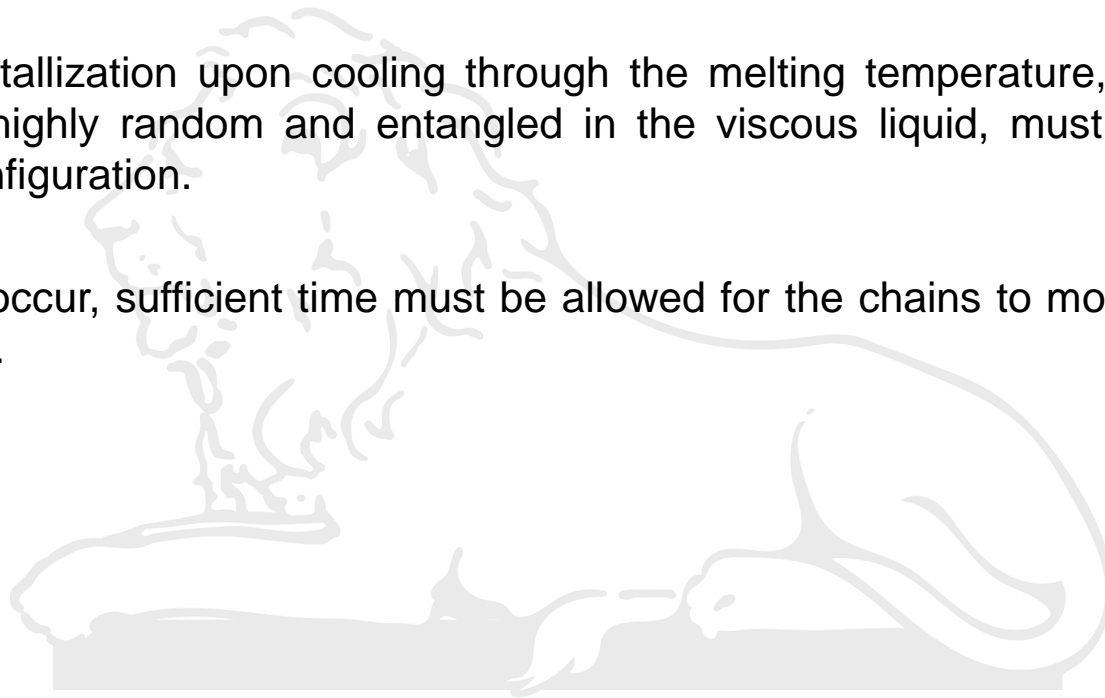 tallization upon cooling through the melting temperature,
highly random and entangled in the viscous liquid, must
nfiguration.
occur, sufficient time must be allowed for the chains to mo
.